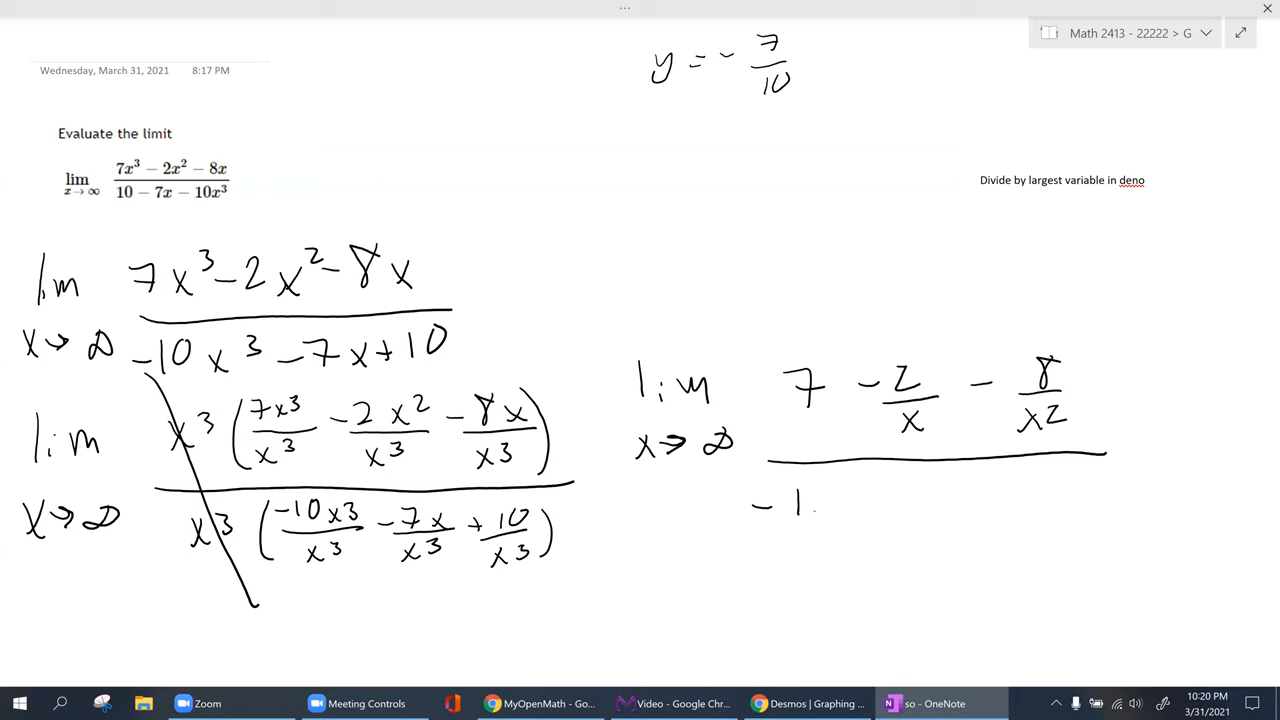 Math 2413 - 22222 > G
y = - 7/10
Wednesday, March 31, 2021 8:17 PM
Evaluate the limit
lim x→∞ (7x³ − 2x² − 8x)/(10 − 7x − 10x³)
Divide by largest variable in deno
lim x→∞ (7x³ - 2x² - 8x)/(-10x³ - 7x + 10)
lim x→∞ x³(7x³/x³ - 2x²/x³ - 8x/x³)/x³(-10x³/x³ - 7x/x³ + 10/x³)
lim x→∞ (7 - 2/x - 8/x2)/(- 1
Zoom
Meeting Controls
MyOpenMath - Go...
Video - Google Chr...
Desmos | Graphing ...
so - OneNote
10:20 PM
3/31/2021